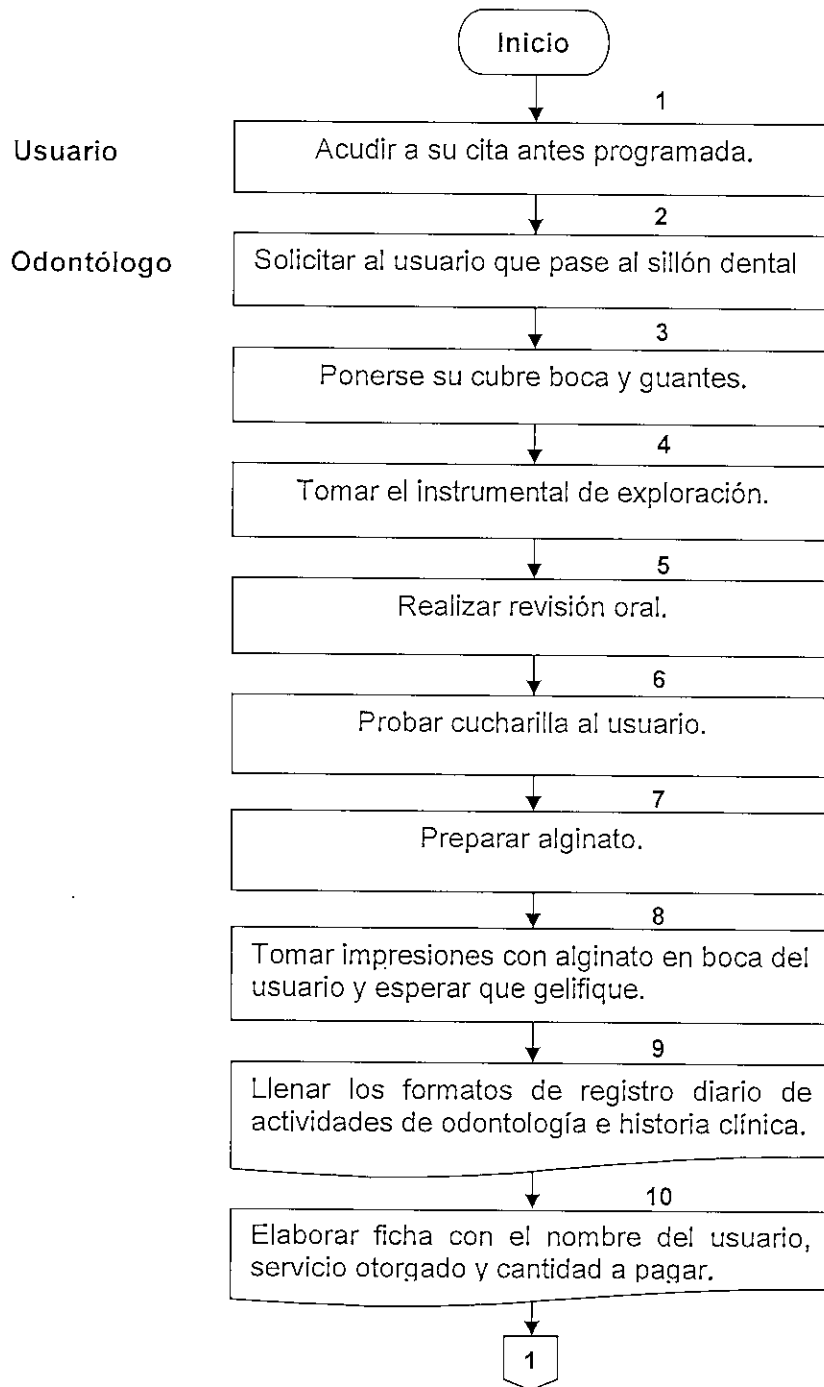 Inicio
1
Usuario
Acudir a su cita antes programada.
2
Odontólogo
Solicitar al usuario que pase al sillón dental
3
Ponerse su cubre boca y guantes.
4
Tomar el instrumental de exploración.
5
Realizar revisión oral.
6
Probar cucharilla al usuario.
7
Preparar alginato.
8
Tomar impresiones con alginato en boca del
usuario y esperar que gelifique.
9
Llenar los formatos de registro diario de
actividades de odontología e historia clínica.
10
Elaborar ficha con el nombre del usuario,
servicio otorgado y cantidad a pagar.
1